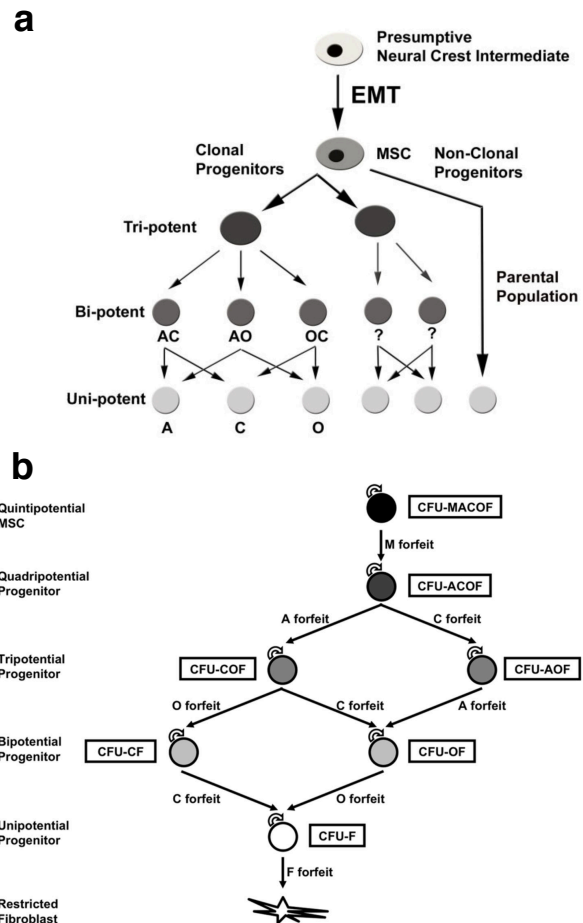 a
Presumptive
Neural Crest Intermediate
EMT
Clonal
Progenitors
MSC
Non-Clonal
Progenitors
Tri-potent
Parental
Population
Bi-potent
AC
AO
OC
?
?
Uni-potent
A
C
O
b
Quintipotential
MSC
CFU-MACOF
M forfeit
Quadripotential
Progenitor
CFU-ACOF
A forfeit
C forfeit
Tripotential
Progenitor
CFU-COF
CFU-AOF
O forfeit
C forfeit
A forfeit
Bipotential
Progenitor
CFU-CF
CFU-OF
C forfeit
O forfeit
Unipotential
Progenitor
CFU-F
F forfeit
Restricted
Fibroblast